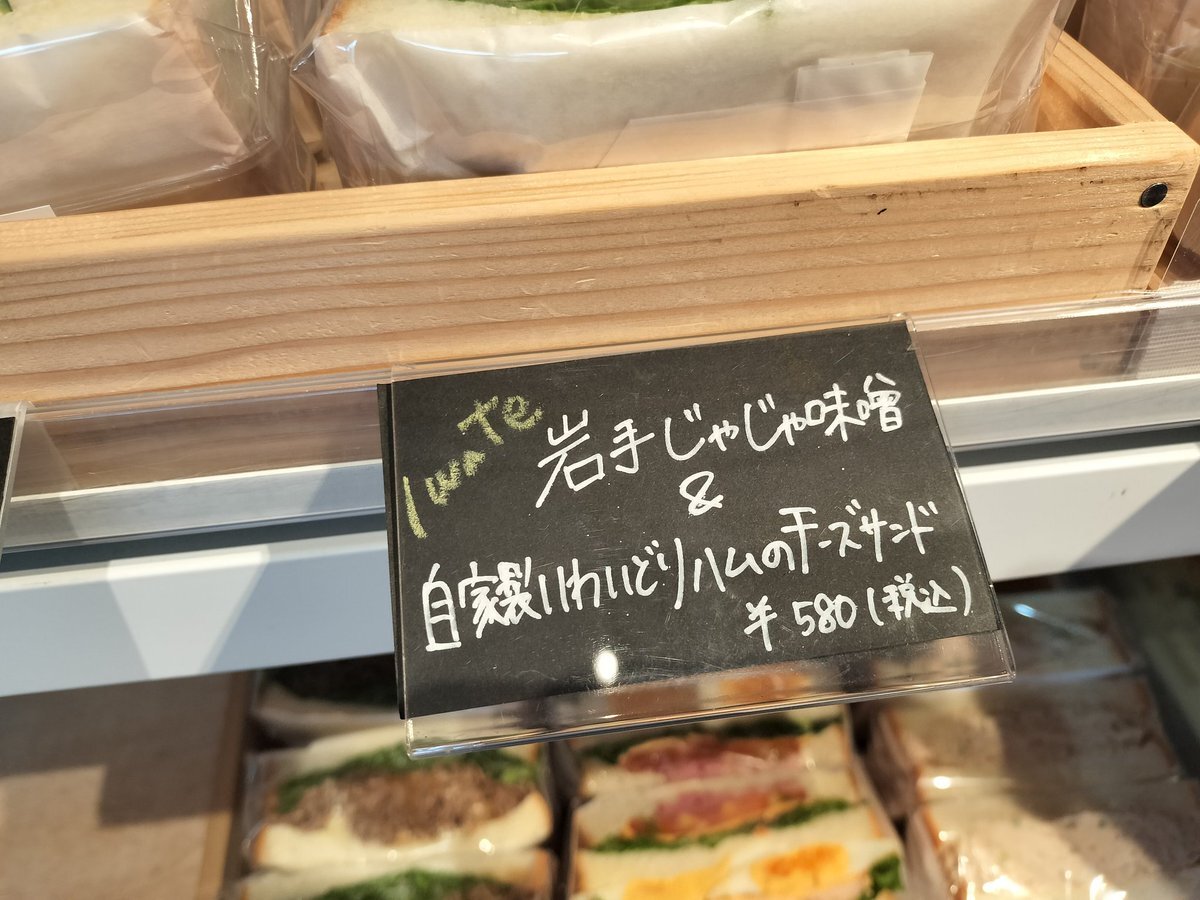 Iwate
岩手じゃじゃ味噌
&
自家製いわいどりハムのチーズサンド
¥580(税込)